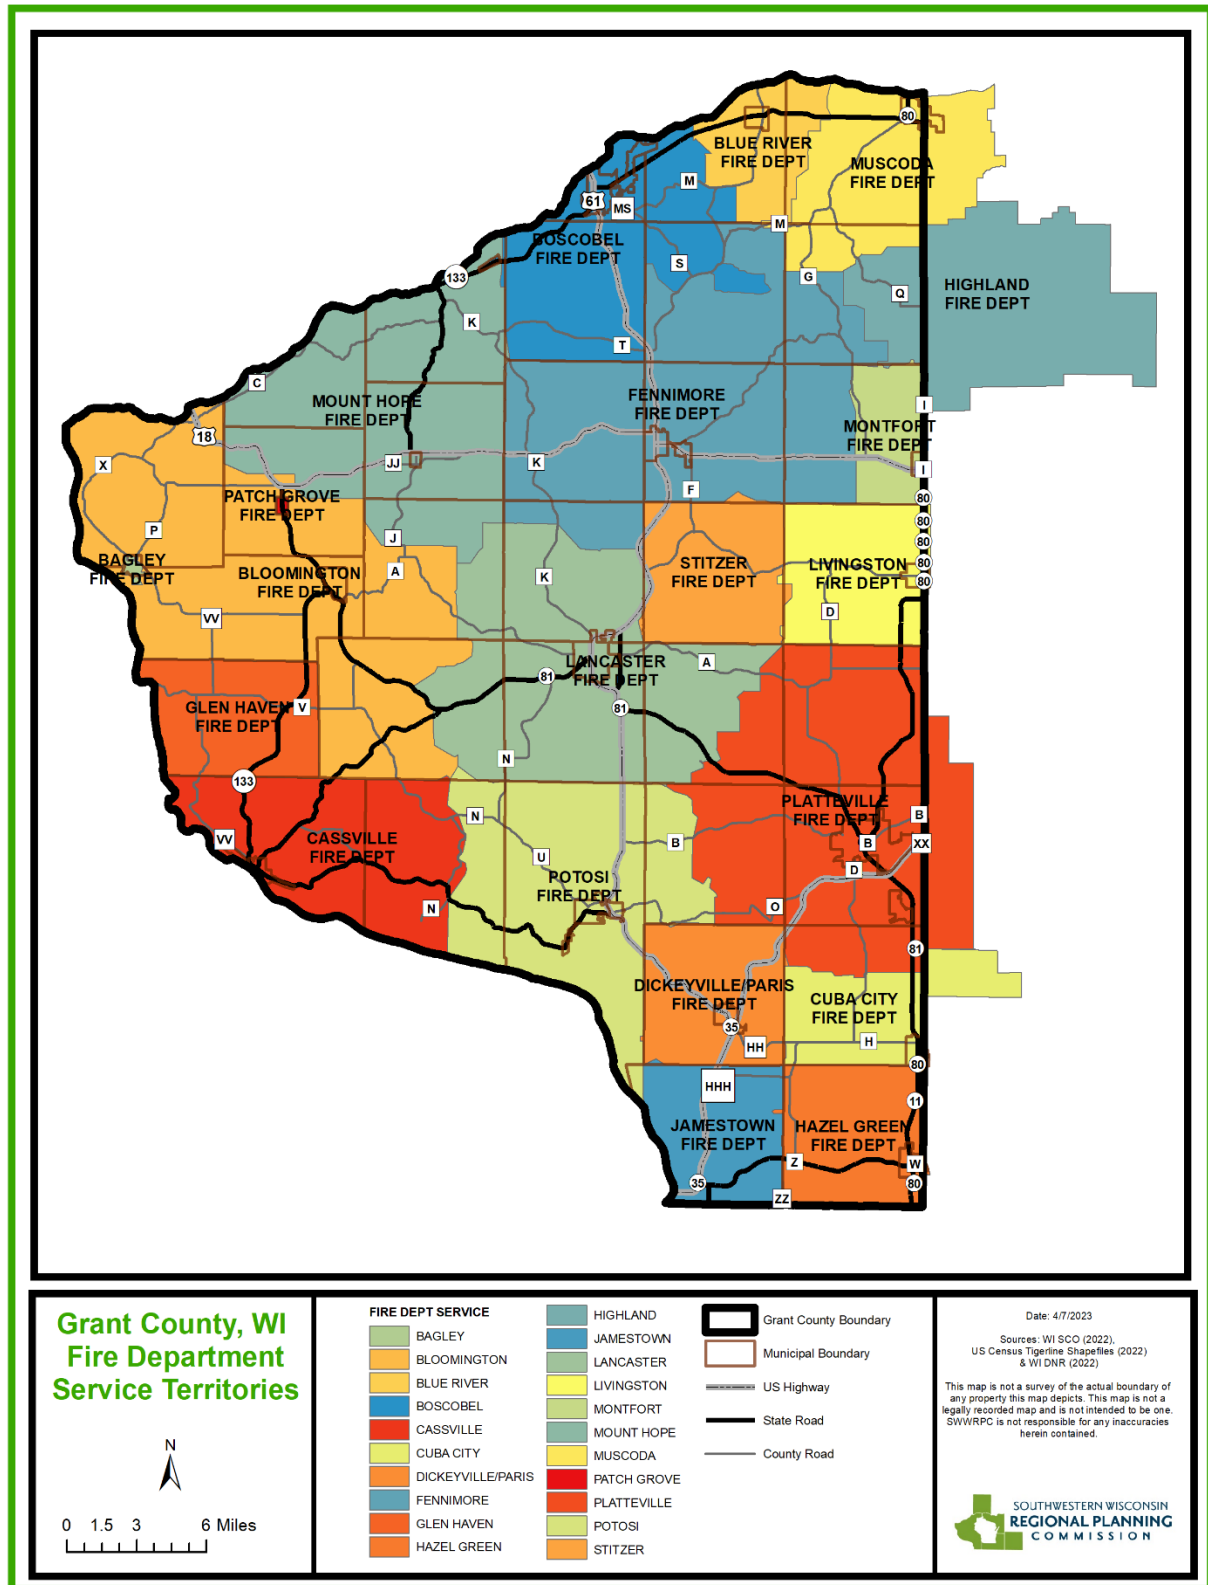 80
BLUE RIVER
FIRE DEPT
MUSCODA
FIRE DEPT
M
61
MS
M
BOSCOBEL
FIRE DEPT
S
133
G
Q
HIGHLAND
FIRE DEPT
K
T
C
MOUNT HOPE
FIRE DEPT
FENNIMORE
FIRE DEPT
I
18
MONTFORT
FIRE DEPT
X
JJ
K
I
F
80
PATCH GROVE
FIRE DEPT
80
P
J
80
BAGLEY
FIRE DEPT
BLOOMINGTON
FIRE DEPT
A
K
STITZER
FIRE DEPT
LIVINGSTON
FIRE DEPT
80
80
VV
D
LANCASTER
FIRE DEPT
A
81
GLEN HAVEN
FIRE DEPT
V
81
N
133
PLATTEVILLE
FIRE DEPT
N
B
VV
CASSVILLE
FIRE DEPT
U
B
B
XX
D
POTOSI
FIRE DEPT
N
O
81
DICKEYVILLE/PARIS
FIRE DEPT
CUBA CITY
FIRE DEPT
35
HH
H
80
HHH
11
JAMESTOWN
FIRE DEPT
HAZEL GREEN
FIRE DEPT
Z
W
35
80
ZZ
Grant County, WI
Fire Department
Service Territories
N
0 1.5 3 6 Miles
FIRE DEPT SERVICE
BAGLEY
BLOOMINGTON
BLUE RIVER
BOSCOBEL
CASSVILLE
CUBA CITY
DICKEYVILLE/PARIS
FENNIMORE
GLEN HAVEN
HAZEL GREEN
HIGHLAND
JAMESTOWN
LANCASTER
LIVINGSTON
MONTFORT
MOUNT HOPE
MUSCODA
PATCH GROVE
PLATTEVILLE
POTOSI
STITZER
Grant County Boundary
Municipal Boundary
US Highway
State Road
County Road
Date: 4/7/2023
Sources: WI SCO (2022),
US Census Tigerline Shapefiles (2022)
& WI DNR (2022)
This map is not a survey of the actual boundary of
any property this map depicts. This map is not a
legally recorded map and is not intended to be one.
SWWRPC is not responsible for any inaccuracies
herein contained.
SOUTHWESTERN WISCONSIN
REGIONAL PLANNING
COMMISSION